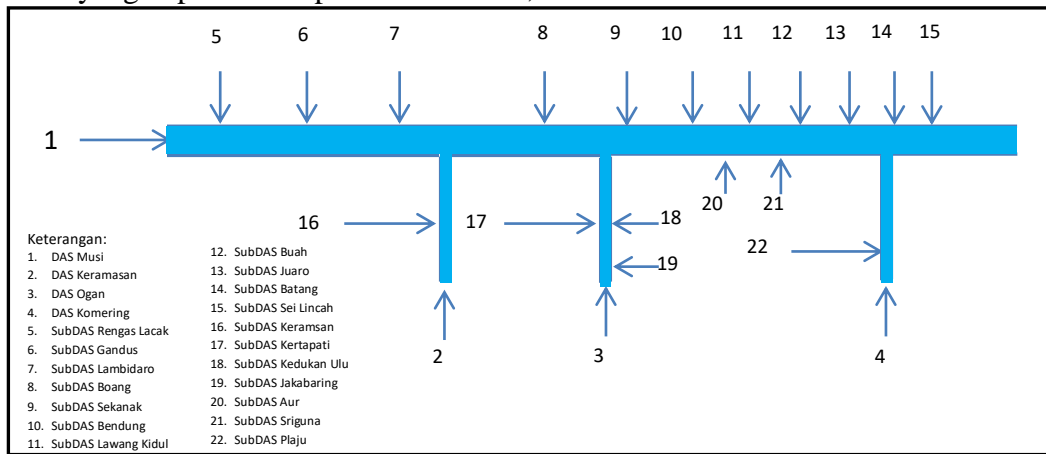 5 6 7 8 9 10 11 12 13 14 15
1
16 17 18 20 21
19
22
2 3 4
Keterangan:
1. DAS Musi
2. DAS Keramasan
3. DAS Ogan
4. DAS Komering
5. SubDAS Rengas Lacak
6. SubDAS Gandus
7. SubDAS Lambidaro
8. SubDAS Boang
9. SubDAS Sekanak
10. SubDAS Bendung
11. SubDAS Lawang Kidul
12. SubDAS Buah
13. SubDAS Juaro
14. SubDAS Batang
15. SubDAS Sei Lincah
16. SubDAS Keramsan
17. SubDAS Kertapati
18. SubDAS Kedukan Ulu
19. SubDAS Jakabaring
20. SubDAS Aur
21. SubDAS Sriguna
22. SubDAS Plaju